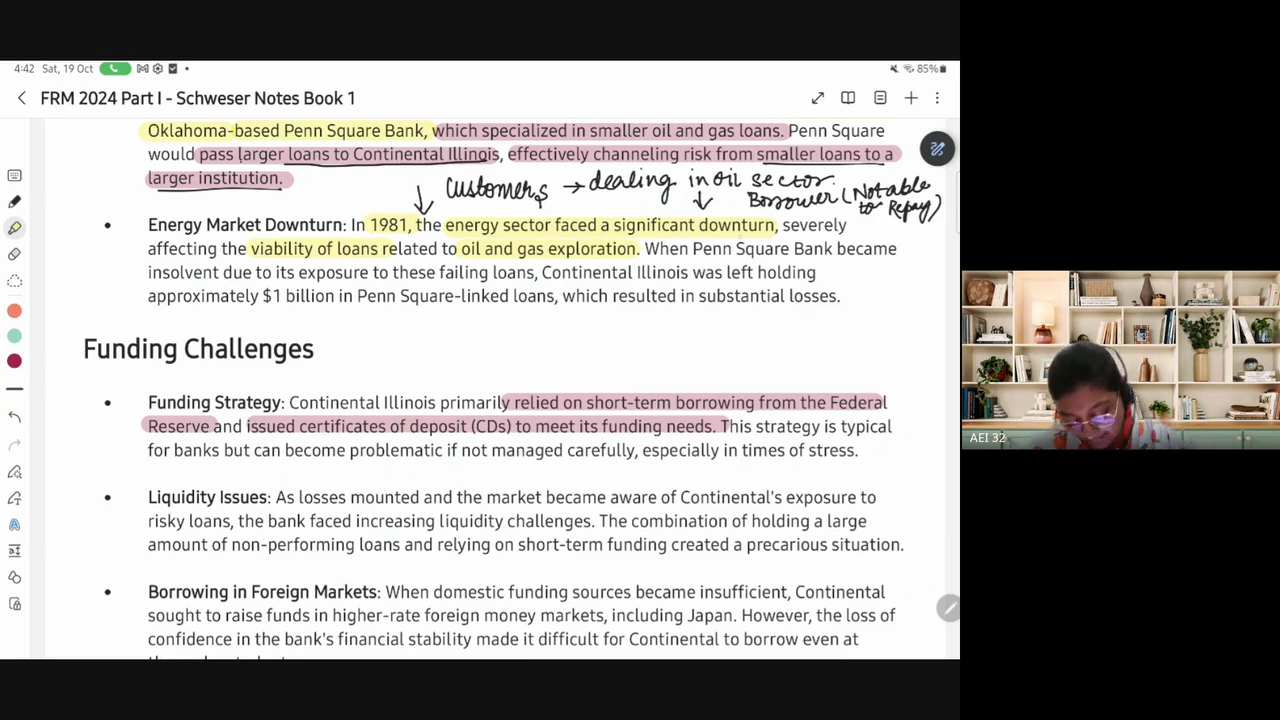 4:42 Sat, 19 Oct
85%
FRM 2024 Part I - Schweser Notes Book 1
Oklahoma-based Penn Square Bank, which specialized in smaller oil and gas loans. Penn Square
would pass larger loans to Continental Illinois, effectively channeling risk from smaller loans to a
larger institution.
customers → dealing in oil sector
Borrower (Not able
to Repay)
• Energy Market Downturn: In 1981, the energy sector faced a significant downturn, severely
affecting the viability of loans related to oil and gas exploration. When Penn Square Bank became
insolvent due to its exposure to these failing loans, Continental Illinois was left holding
approximately $1 billion in Penn Square-linked loans, which resulted in substantial losses.
Funding Challenges
• Funding Strategy: Continental Illinois primarily relied on short-term borrowing from the Federal
Reserve and issued certificates of deposit (CDs) to meet its funding needs. This strategy is typical
for banks but can become problematic if not managed carefully, especially in times of stress.
• Liquidity Issues: As losses mounted and the market became aware of Continental's exposure to
risky loans, the bank faced increasing liquidity challenges. The combination of holding a large
amount of non-performing loans and relying on short-term funding created a precarious situation.
• Borrowing in Foreign Markets: When domestic funding sources became insufficient, Continental
sought to raise funds in higher-rate foreign money markets, including Japan. However, the loss of
confidence in the bank's financial stability made it difficult for Continental to borrow even at
AEI 32